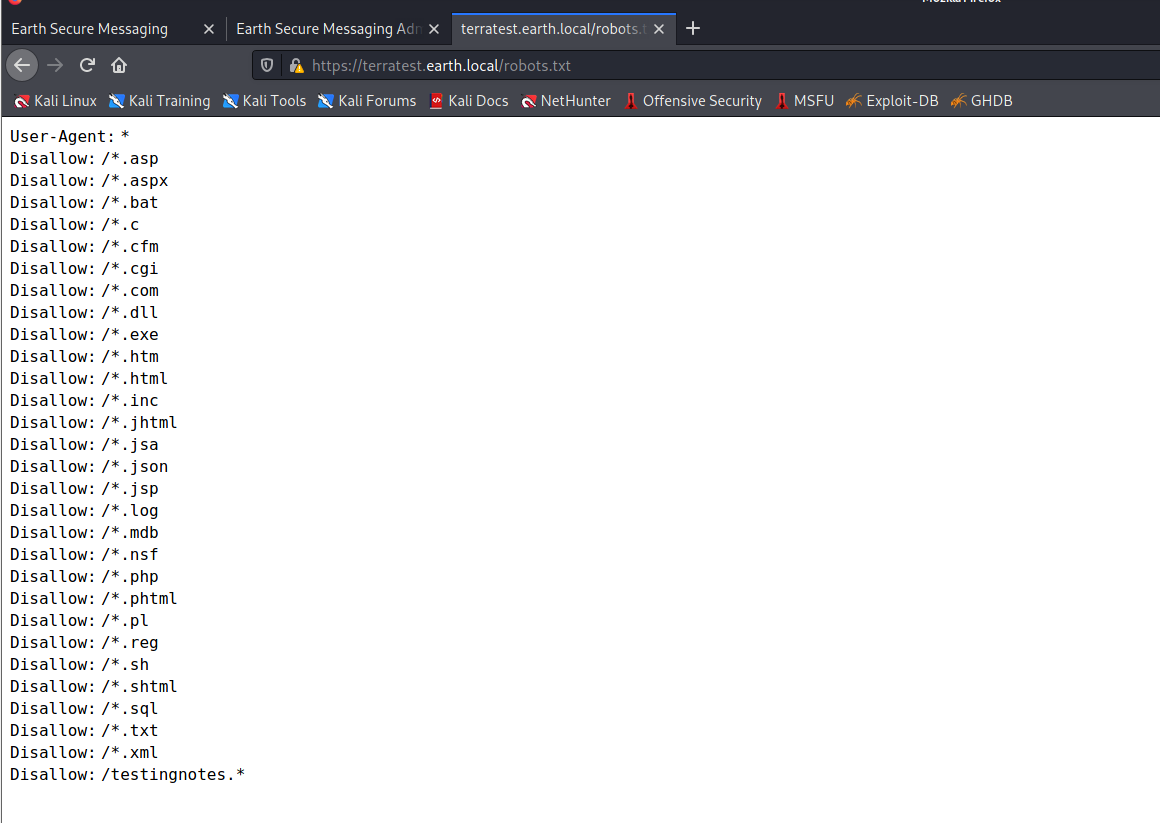 Earth Secure Messaging
Earth Secure Messaging Adm
terratest.earth.local/robots.t
https://terratest.earth.local/robots.txt
Kali Linux Kali Training Kali Tools Kali Forums Kali Docs NetHunter Offensive Security MSFU Exploit-DB GHDB
User-Agent: *
Disallow: /*.asp
Disallow: /*.aspx
Disallow: /*.bat
Disallow: /*.c
Disallow: /*.cfm
Disallow: /*.cgi
Disallow: /*.com
Disallow: /*.dll
Disallow: /*.exe
Disallow: /*.htm
Disallow: /*.html
Disallow: /*.inc
Disallow: /*.jhtml
Disallow: /*.jsa
Disallow: /*.json
Disallow: /*.jsp
Disallow: /*.log
Disallow: /*.mdb
Disallow: /*.nsf
Disallow: /*.php
Disallow: /*.phtml
Disallow: /*.pl
Disallow: /*.reg
Disallow: /*.sh
Disallow: /*.shtml
Disallow: /*.sql
Disallow: /*.txt
Disallow: /*.xml
Disallow: /testingnotes.*